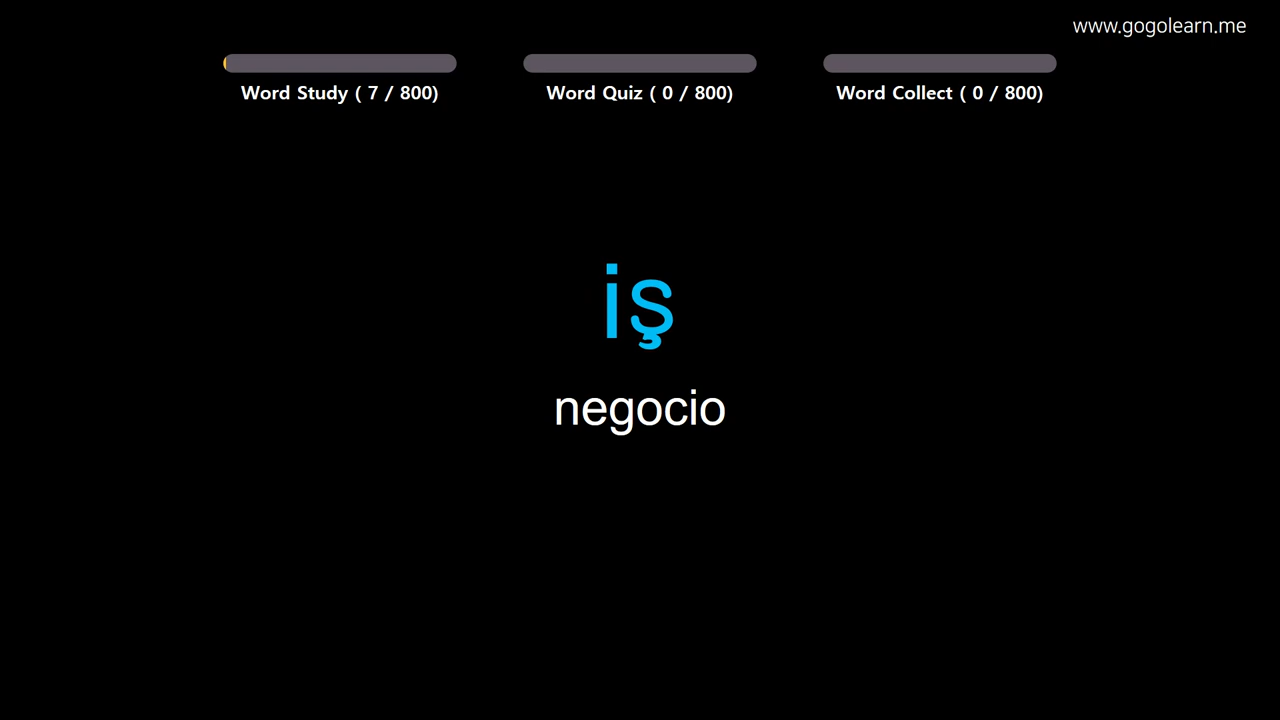 www.gogolearn.me
Word Study ( 7 / 800)
Word Quiz ( 0 / 800)
Word Collect ( 0 / 800)
iş
negocio